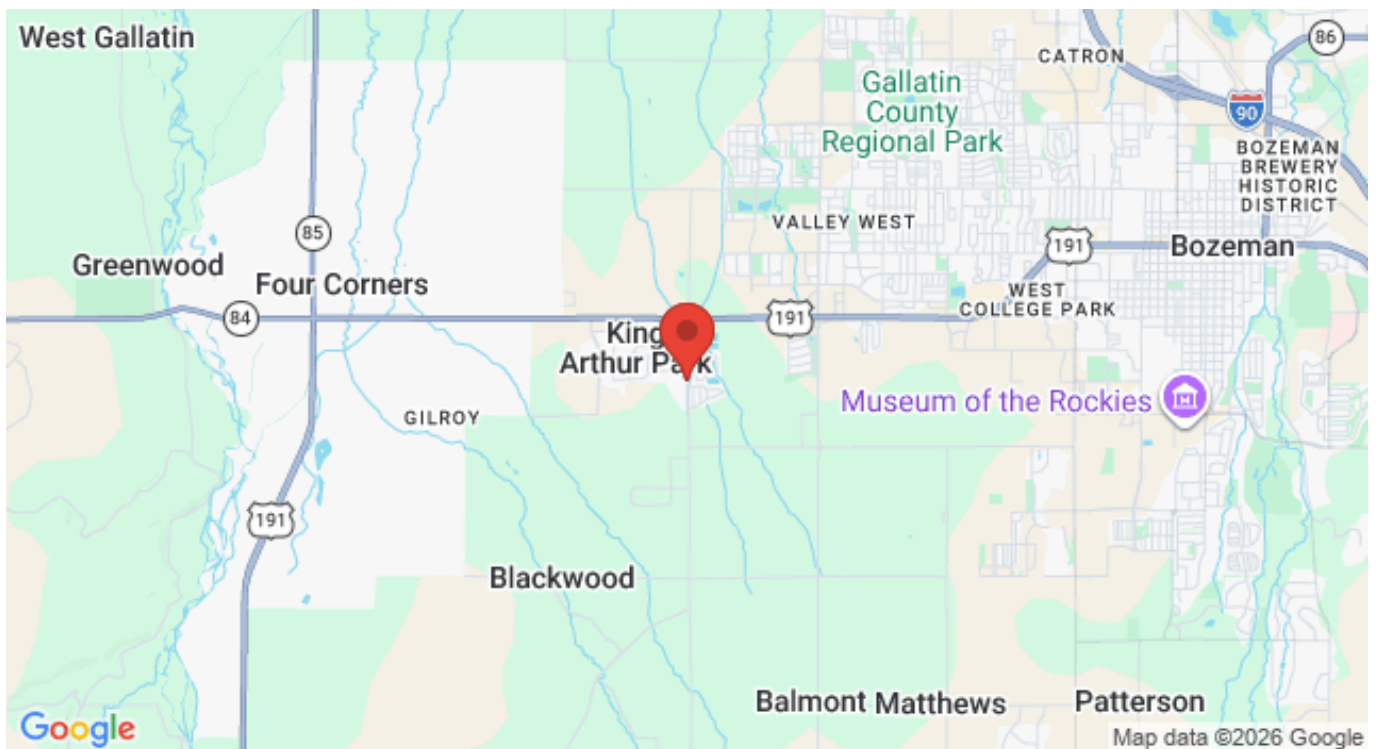 West Gallatin
86
CATRON
Gallatin
County
Regional Park
90
BOZEMAN
BREWERY
HISTORIC
DISTRICT
VALLEY WEST
85
191
Bozeman
Greenwood
Four Corners
WEST
COLLEGE PARK
84
191
King
Arthur Park
Museum of the Rockies
GILROY
191
Blackwood
Balmont
Matthews
Patterson
Google
Map data ©2026 Google